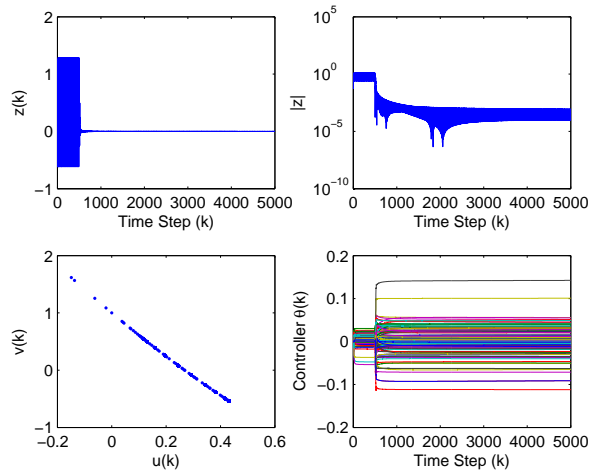 2
1
0
−1
z(k)
0 1000 2000 3000 4000 5000
Time Step (k)
10^5
10^0
10^−5
10^−10
|z|
0 1000 2000 3000 4000 5000
Time Step (k)
2
1
0
−1
v(k)
−0.2 0 0.2 0.4 0.6
u(k)
0.2
0.1
0
−0.1
−0.2
Controller θ(k)
0 1000 2000 3000 4000 5000
Time Step (k)